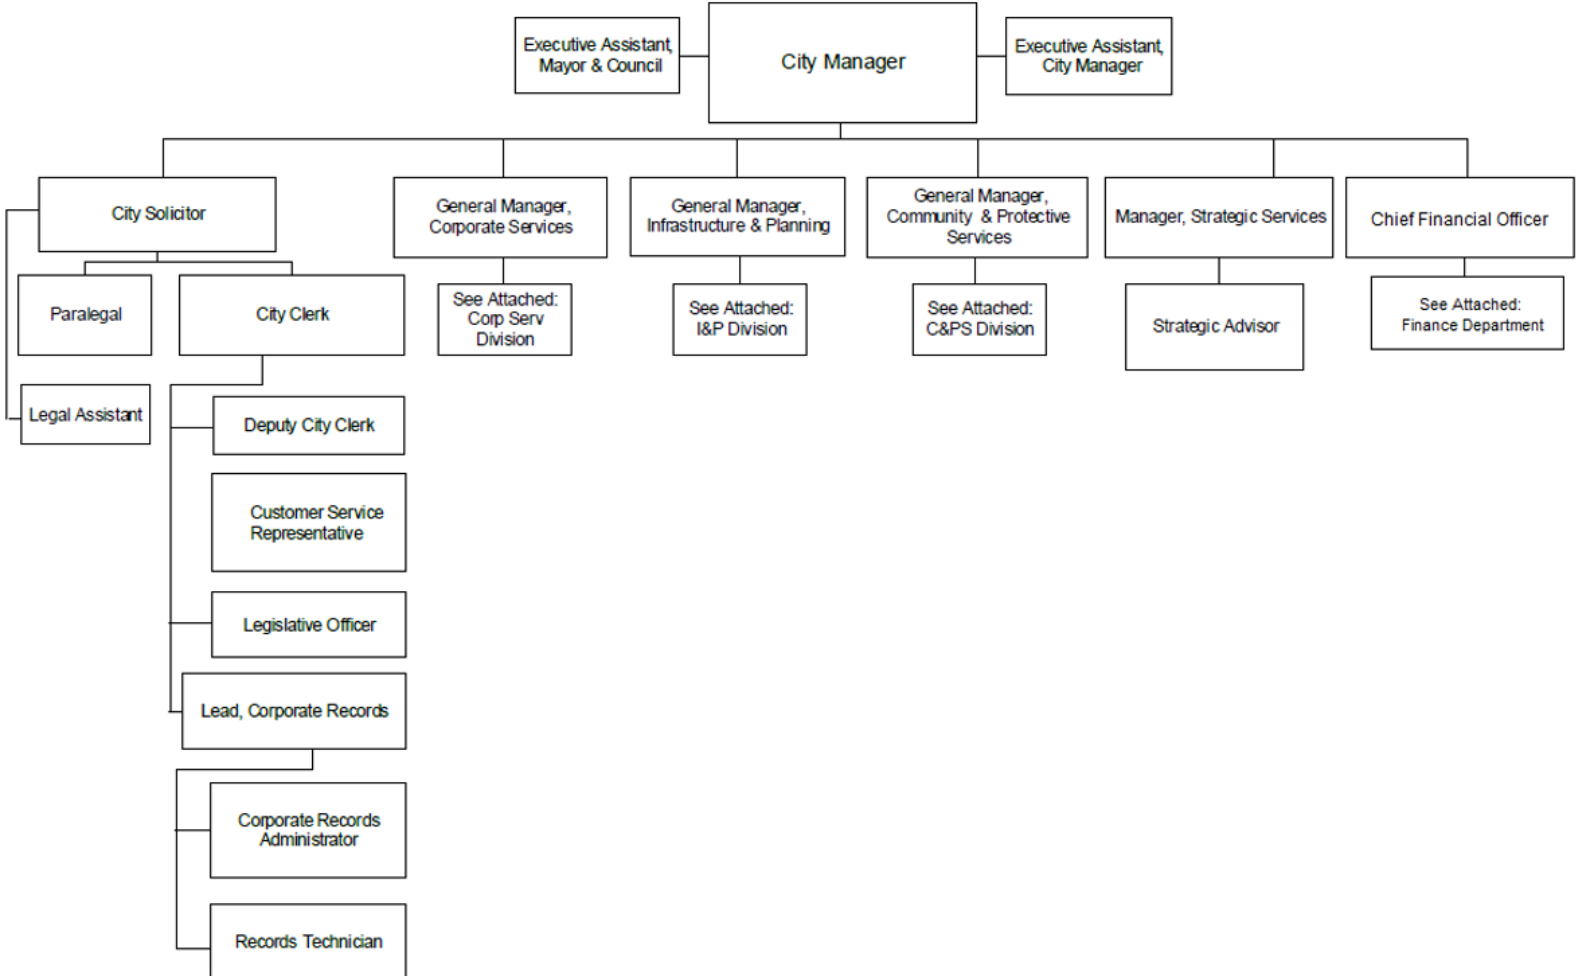 Executive Assistant,
Mayor & Council
City Manager
Executive Assistant,
City Manager
City Solicitor
General Manager,
Corporate Services
General Manager,
Infrastructure & Planning
General Manager,
Community & Protective
Services
Manager, Strategic Services
Chief Financial Officer
Paralegal
City Clerk
See Attached:
Corp Serv
Division
See Attached:
I&P Division
See Attached:
C&PS Division
Strategic Advisor
See Attached:
Finance Department
Legal Assistant
Deputy City Clerk
Customer Service
Representative
Legislative Officer
Lead, Corporate Records
Corporate Records
Administrator
Records Technician